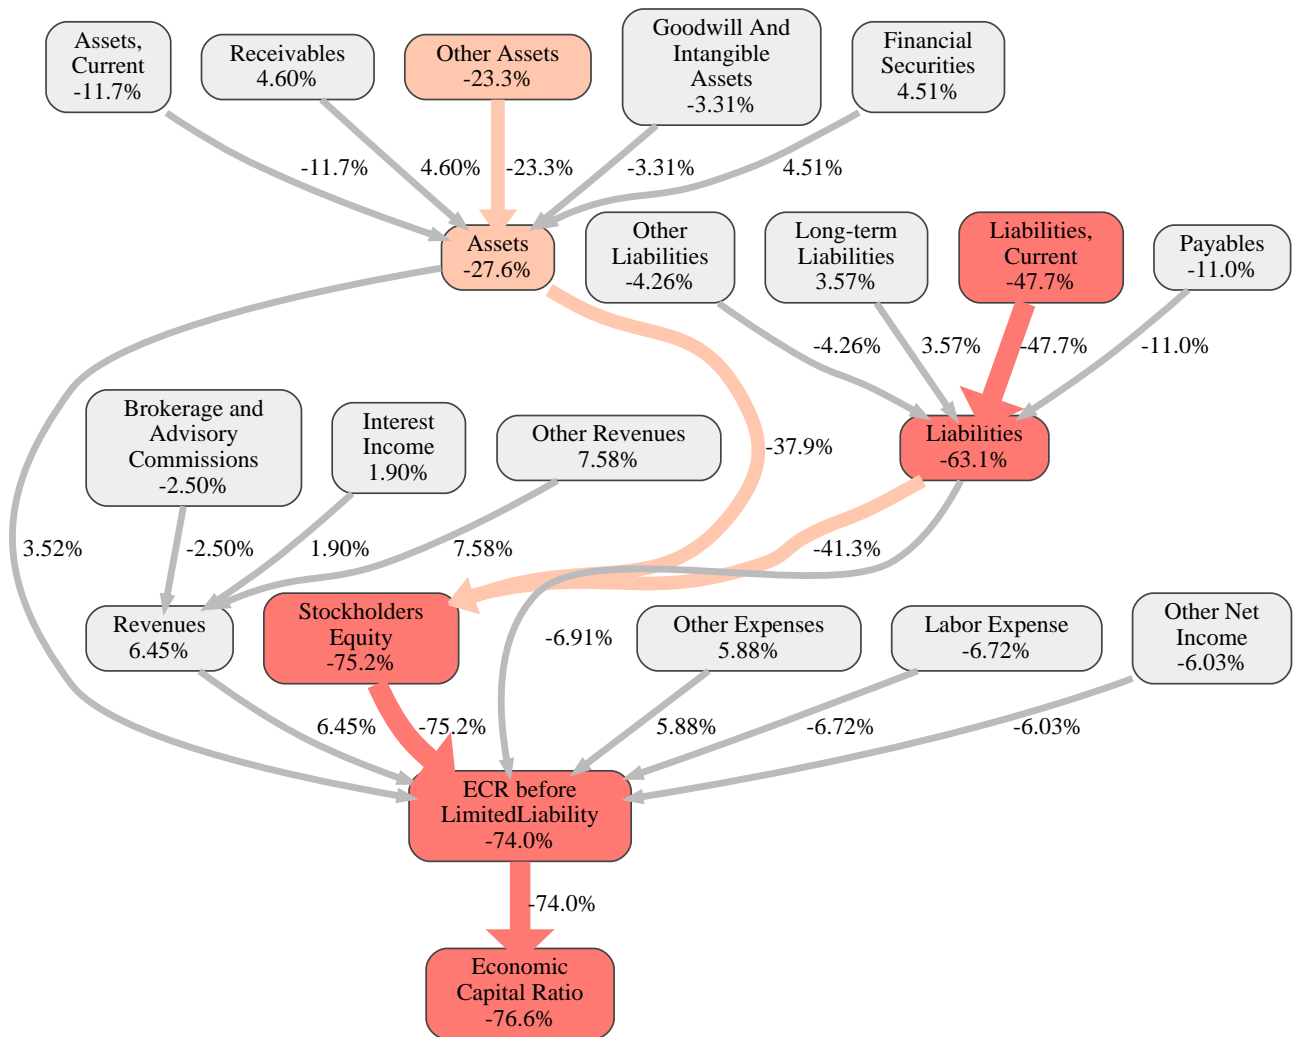 Assets,
Current
-11.7%
Receivables
4.60%
Other Assets
-23.3%
Goodwill And
Intangible
Assets
-3.31%
Financial
Securities
4.51%
-11.7%
4.60%
-23.3%
-3.31%
4.51%
Assets
-27.6%
Other
Liabilities
-4.26%
Long-term
Liabilities
3.57%
Liabilities,
Current
-47.7%
Payables
-11.0%
-4.26%
3.57%
-47.7%
-11.0%
Brokerage and
Advisory
Commissions
-2.50%
Interest
Income
1.90%
Other Revenues
7.58%
-37.9%
Liabilities
-63.1%
3.52%
-2.50%
1.90%
7.58%
-41.3%
Revenues
6.45%
Stockholders
Equity
-75.2%
-6.91%
Other Expenses
5.88%
Labor Expense
-6.72%
Other Net
Income
-6.03%
6.45%
-75.2%
5.88%
-6.72%
-6.03%
ECR before
LimitedLiability
-74.0%
-74.0%
Economic
Capital Ratio
-76.6%